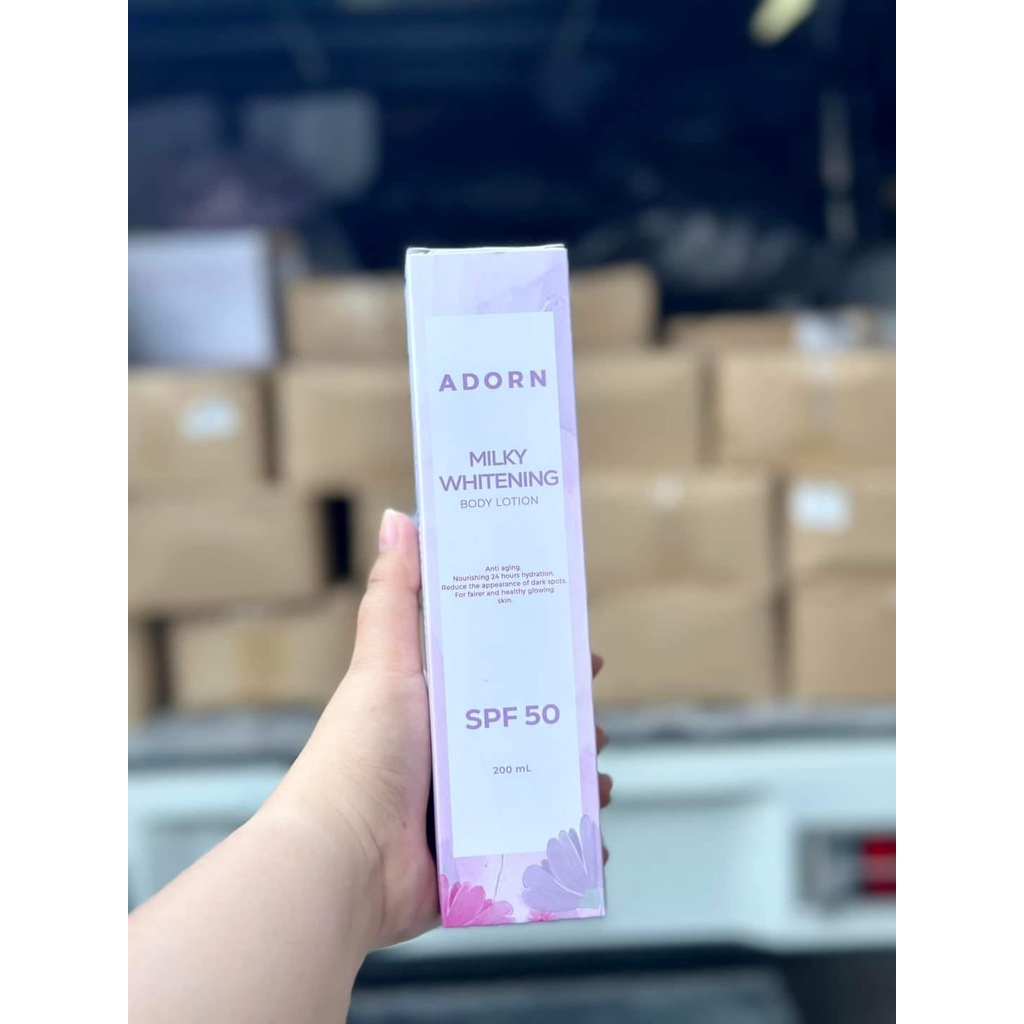 ADORN
MILKY
WHITENING
BODY LOTION
Anti aging.
Nourishing 24 hours hydration.
Reduce the appearance of dark spots.
For fairer and healthy glowing
skin.
SPF 50
200 mL